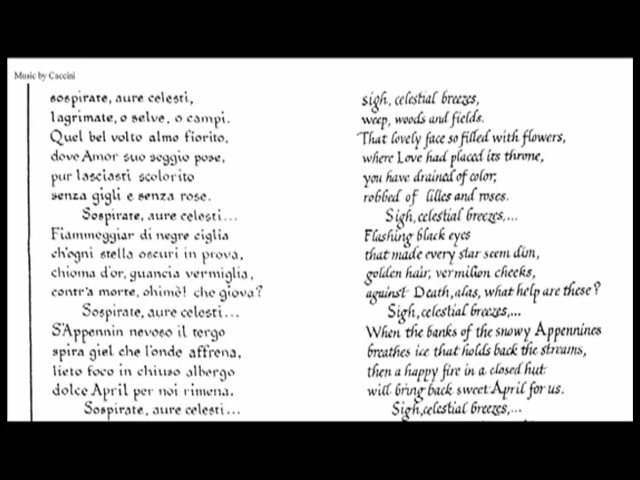 Music by Caccini
sospirate, aure celesti,
lagrimate, o selve, o campi.
Quel bel volto almo fiorito,
dove Amor suo seggio pose,
pur lasciasti scolorito
senza gigli e senza rose.
Sospirate, aure celesti...
Fiammeggiar di negre ciglia
ch'ogni stella oscuri in prova,
chioma d'or, guancia vermiglia,
contr'a morte, ohimè! che giova?
Sospirate, aure celesti...
S'Appennin nevoso il tergo
spira giel che l'onde affrena,
lieto foco in chiuso albergo
dolce April per noi rimena.
Sospirate, aure celesti...
sigh, celestial breezes,
weep, woods and fields.
That lovely face so filled with flowers,
where Love had placed its throne,
you have drained of color,
robbed of lilies and roses.
Sigh, celestial breezes,...
Flashing black eyes
that made every star seem dim,
golden hair, vermilion cheeks,
against Death, alas, what help are these?
Sigh, celestial breezes,...
When the banks of the snowy Appennines
breathes ice that holds back the streams,
then a happy fire in a closed hut
will bring back sweet April for us.
Sigh, celestial breezes,...